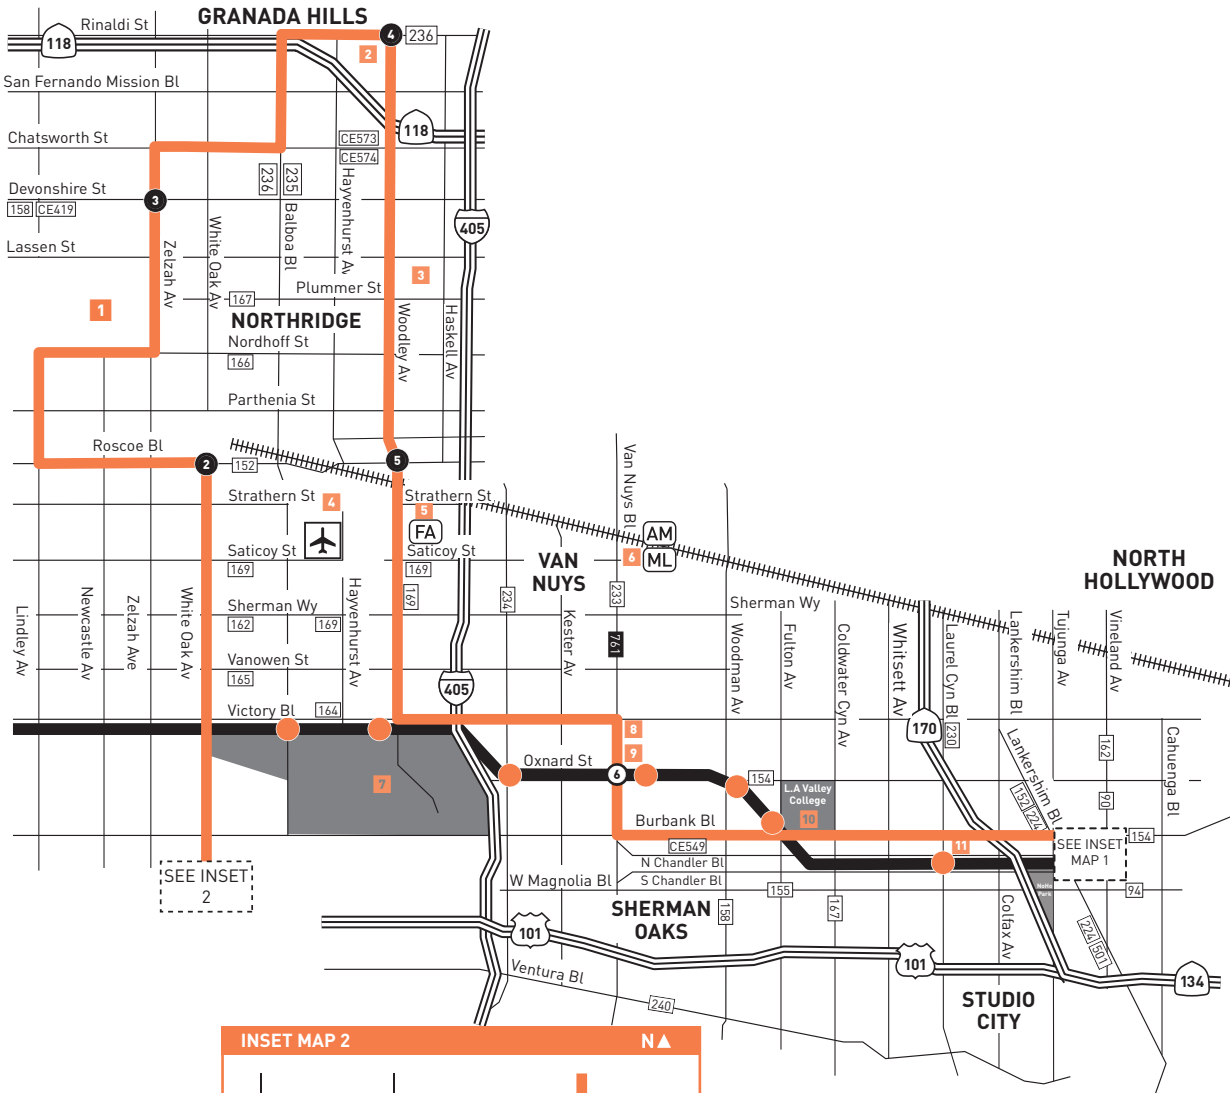 GRANADA HILLS
Rinaldi St
118
4
236
2
San Fernando Mission Bl
118
Chatsworth St
CE573
CE574
236
235
Devonshire St
158
CE419
3
Hayvenhurst Av
Balboa Bl
White Oak Av
Zelzah Av
405
Lassen St
3
Plummer St
1
167
NORTHRIDGE
Woodley Av
Haskell Av
Nordhoff St
166
Parthenia St
Roscoe Bl
2
152
5
Van Nuys Bl
Strathern St
4
Strathern St
5
FA
AM
ML
6
Saticoy St
169
Saticoy St
169
VAN
NUYS
NORTH
HOLLYWOOD
Lindley Av
Newcastle Av
Zelzah Ave
White Oak Av
Hayvenhurst Av
169
234
Kester Av
233
761
Sherman Wy
162
169
Sherman Wy
Woodman Av
Fulton Av
Coldwater Cyn Av
Whitsett Av
Laurel Cyn Bl
Lankershim Bl
Tujunga Av
Vineland Av
Vanowen St
165
405
Victory Bl
164
8
9
170
230
162
Cahuenga Bl
Oxnard St
6
154
7
L.A Valley
College
10
Lankershim Bl
152
224
90
Burbank Bl
154
CE549
N Chandler Bl
11
SEE INSET
MAP 1
SEE INSET
2
W Magnolia Bl
S Chandler Bl
155
NoHo
Park
94
SHERMAN
OAKS
158
167
Colfax Av
224
501
101
101
Ventura Bl
134
240
STUDIO
CITY
INSET MAP 2
N